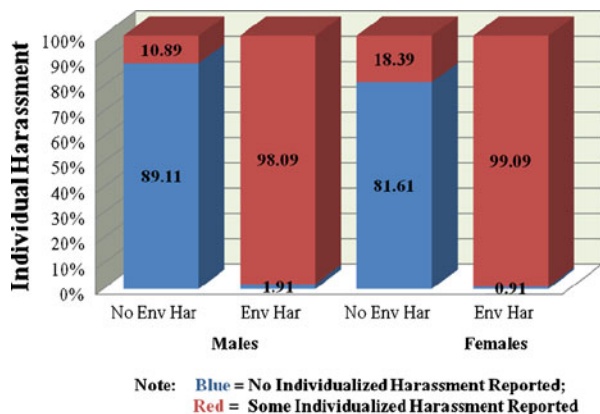 Individual Harassment
100%
90%
80%
70%
60%
50%
40%
30%
20%
10%
0%
10.89
89.11
98.09
1.91
18.39
81.61
99.09
0.91
No Env Har
Env Har
No Env Har
Env Har
Males
Females
Note: Blue = No Individualized Harassment Reported;
Red = Some Individualized Harassment Reported